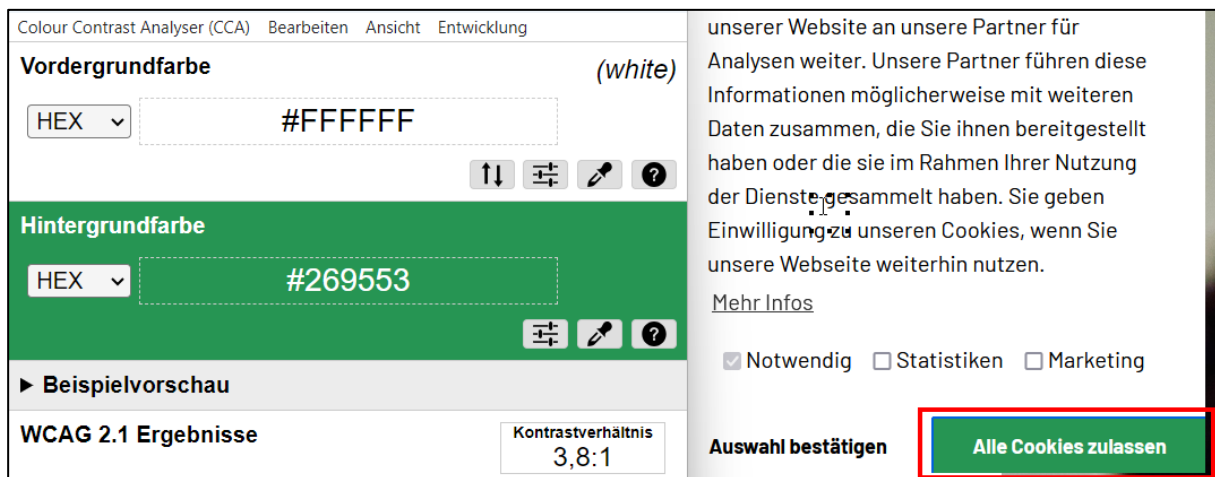 Colour Contrast Analyser (CCA) Bearbeiten Ansicht Entwicklung
Vordergrundfarbe (white)
HEX #FFFFFF
Hintergrundfarbe
HEX #269553
Beispielvorschau
WCAG 2.1 Ergebnisse
Kontrastverhältnis
3,8:1
unserer Website an unsere Partner für
Analysen weiter. Unsere Partner führen diese
Informationen möglicherweise mit weiteren
Daten zusammen, die Sie ihnen bereitgestellt
haben oder die sie im Rahmen Ihrer Nutzung
der Dienste gesammelt haben. Sie geben
Einwilligung zu unseren Cookies, wenn Sie
unsere Webseite weiterhin nutzen.
Mehr Infos
Notwendig Statistiken Marketing
Auswahl bestätigen Alle Cookies zulassen